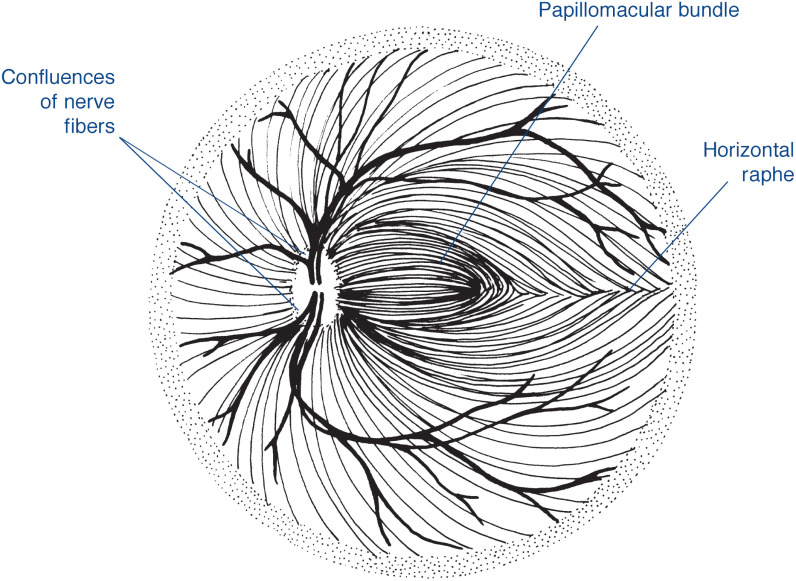 Papillomacular bundle
Confluences
of nerve
fibers
Horizontal
raphe